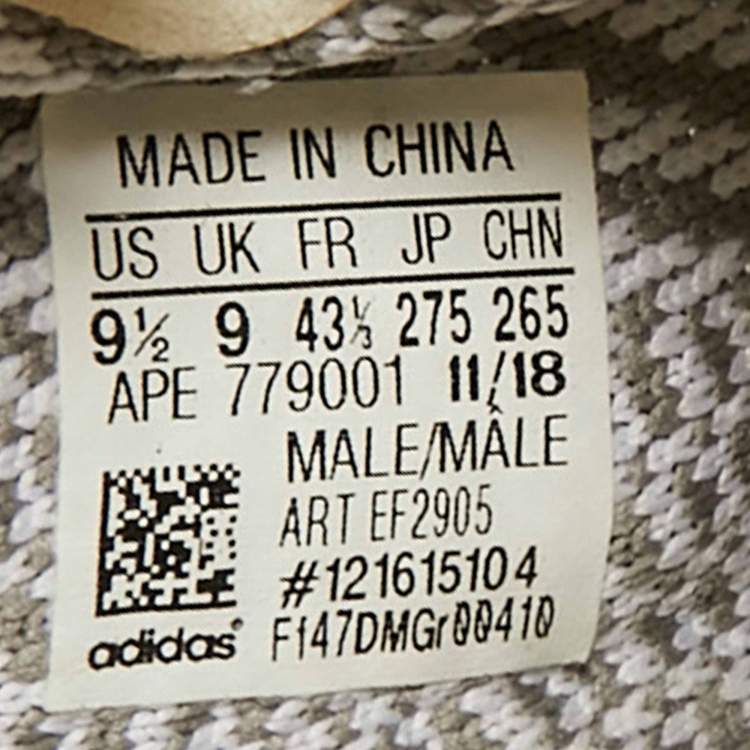 MADE IN CHINA
US UK FR JP CHN
9½ 9 43⅓ 275 265
APE 779001 11/18
MALE/MÂLE
ART EF2905
#121615104
Ff47DMGr00410
adidas®